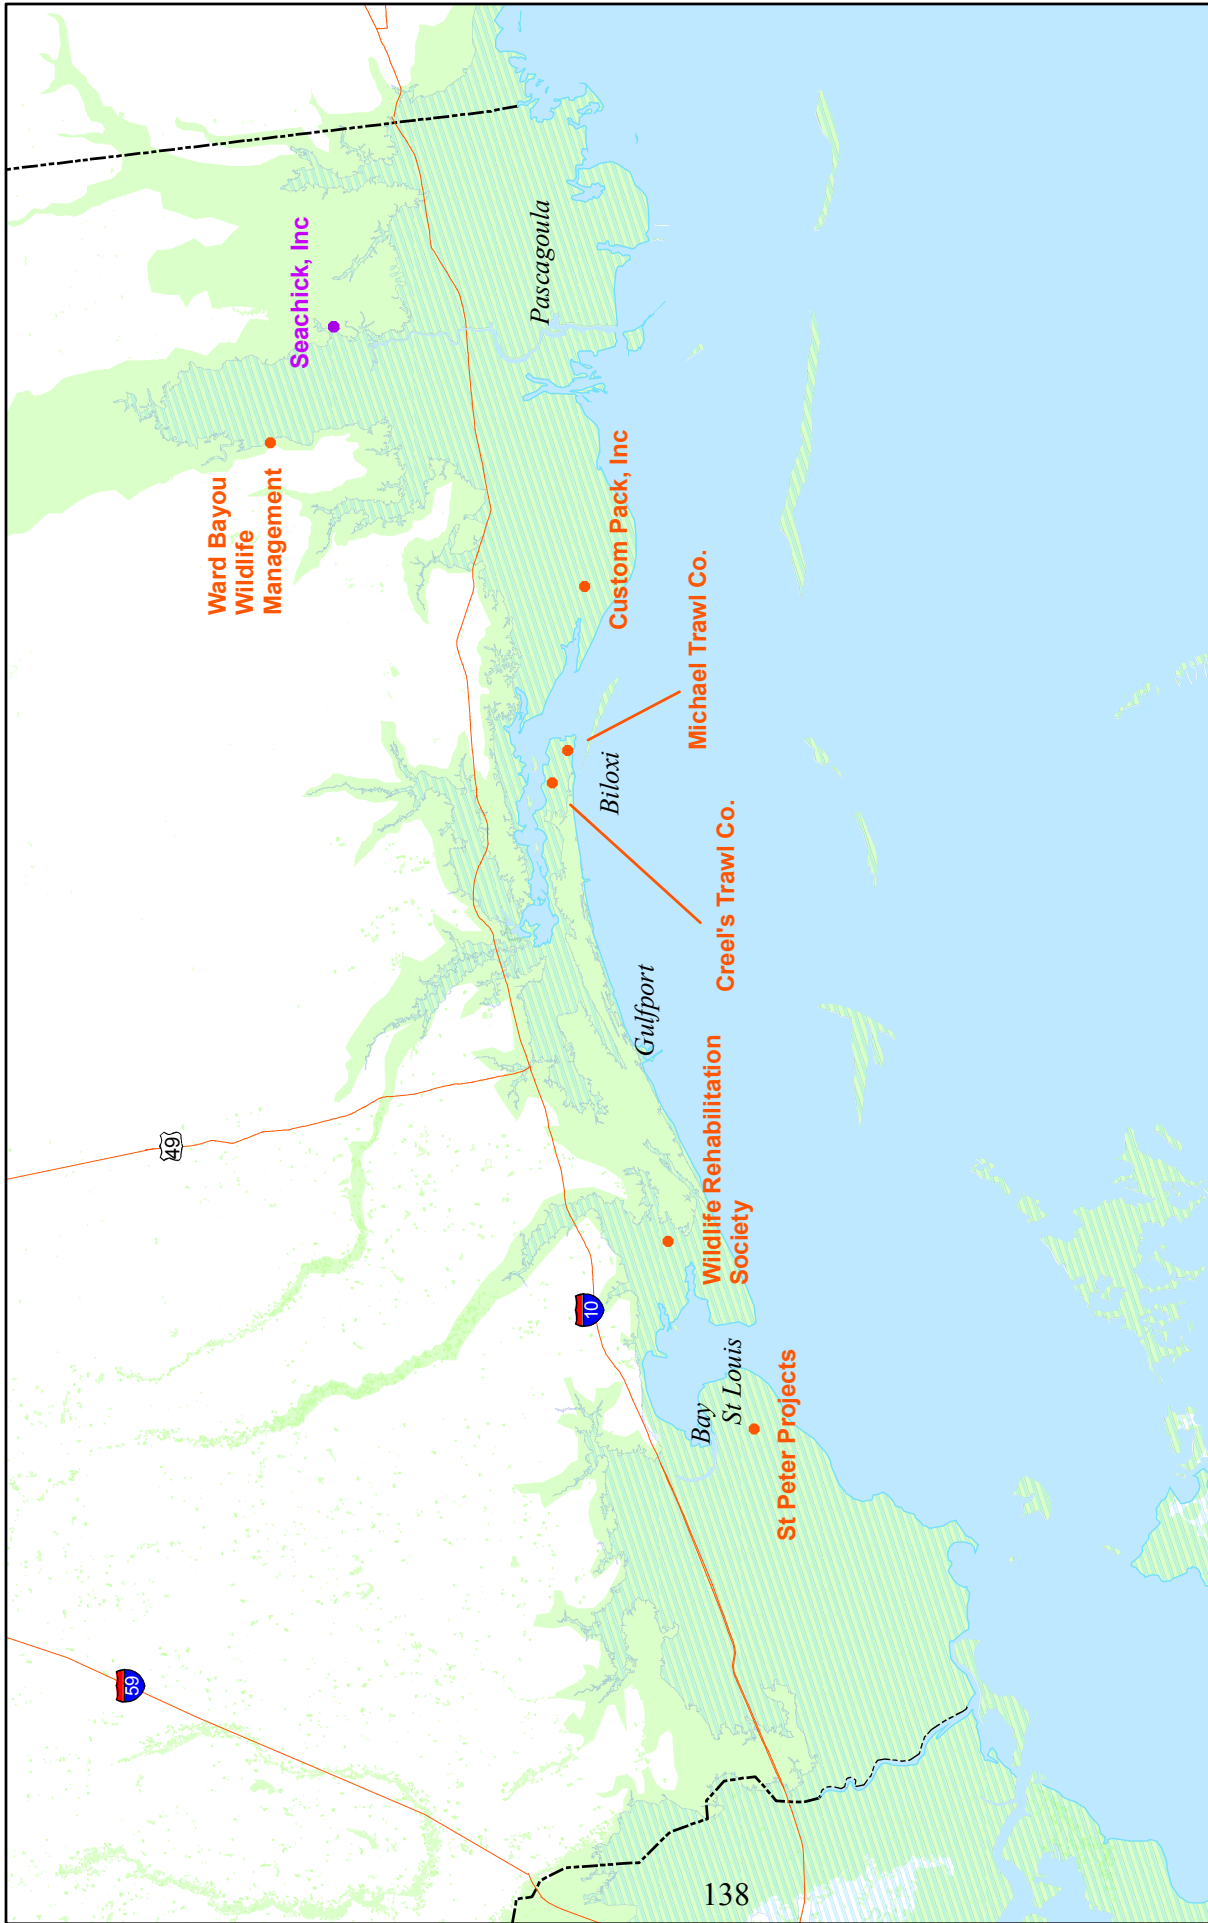 59
49
10
Ward Bayou
Wildlife
Management
Seachick, Inc
Pascagoula
Custom Pack, Inc
Michael Trawl Co.
Biloxi
Creel's Trawl Co.
Gulfport
Wildlife Rehabilitation
Society
Bay
St Louis
St Peter Projects
138